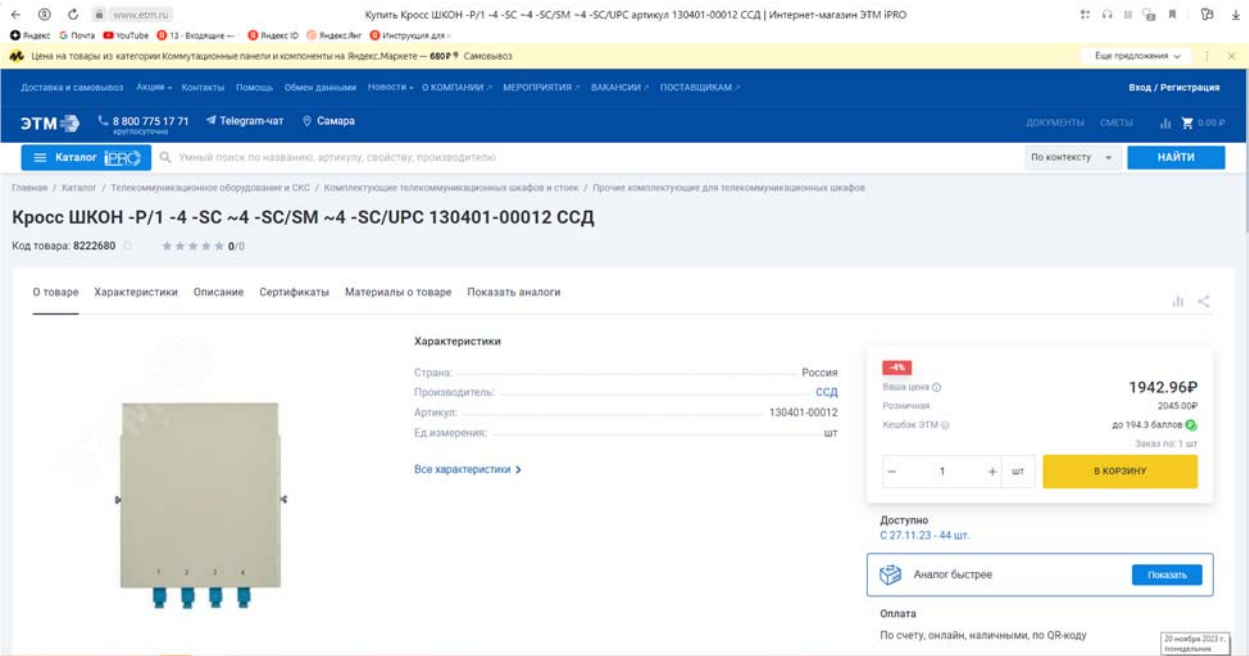 www.etm.ru
Купить Кросс ШКОН -P/1 -4 -SC ~4 -SC/SM ~4 -SC/UPC артикул 130401-00012 ССД | Интернет-магазин ЭТМ iPRO
Яндекс Почта YouTube 13 · Входящие — Яндекс ID Инструкция для
Цена на товары из категории Коммутационные панели и компоненты на Яндекс.Маркете — 680₽ Самовывоз Еще предложения
Доставка и самовывоз Акции Контакты Помощь Обмен данными Новости О КОМПАНИИ МЕРОПРИЯТИЯ ВАКАНСИИ ПОСТАВЩИКАМ Вход / Регистрация
ЭТМ 8 800 775 17 71 Telegram-чат Самара ДОКУМЕНТЫ СМЕТЫ 0.00 ₽
круглосуточно
Каталог iPRO Умный поиск по названию, артикулу, свойству, производителю По контексту НАЙТИ
Главная / Каталог / Телекоммуникационное оборудование и СКС / Комплектующие телекоммуникационных шкафов и стоек / Прочие комплектующие для телекоммуникационных шкафов
Кросс ШКОН -P/1 -4 -SC ~4 -SC/SM ~4 -SC/UPC 130401-00012 ССД
Код товара: 8222680 0/0
О товаре Характеристики Описание Сертификаты Материалы о товаре Показать аналоги
Характеристики
Страна: Россия
Производитель: ССД
Артикул: 130401-00012
Ед.измерения: шт
Все характеристики
1 2 3 4
-4%
Ваша цена 1942.96₽
Розничная 2045.00₽
Кешбэк ЭТМ до 194.3 баллов
Заказ по: 1 шт
− 1 + шт В КОРЗИНУ
Доступно
С 27.11.23 - 44 шт.
Аналог быстрее Показать
Оплата
По счету, онлайн, наличными, по QR-коду
20 ноября 2023 г.
понедельник